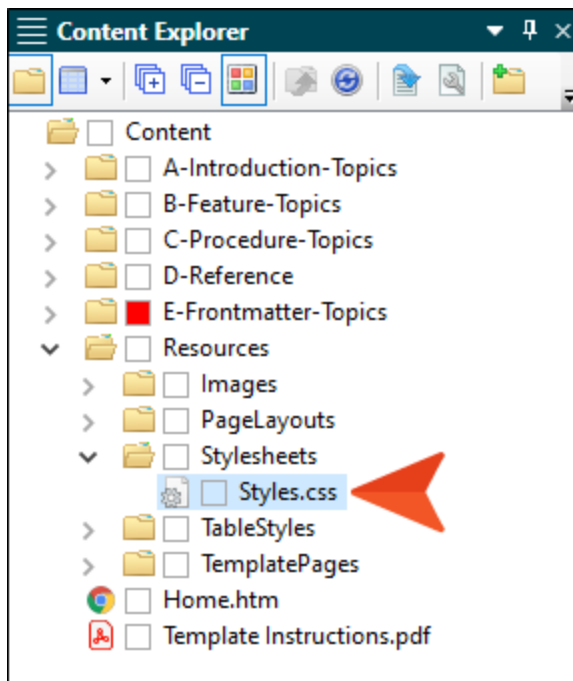 Content Explorer
Content
A-Introduction-Topics
B-Feature-Topics
C-Procedure-Topics
D-Reference
E-Frontmatter-Topics
Resources
Images
PageLayouts
Stylesheets
Styles.css
TableStyles
TemplatePages
Home.htm
Template Instructions.pdf